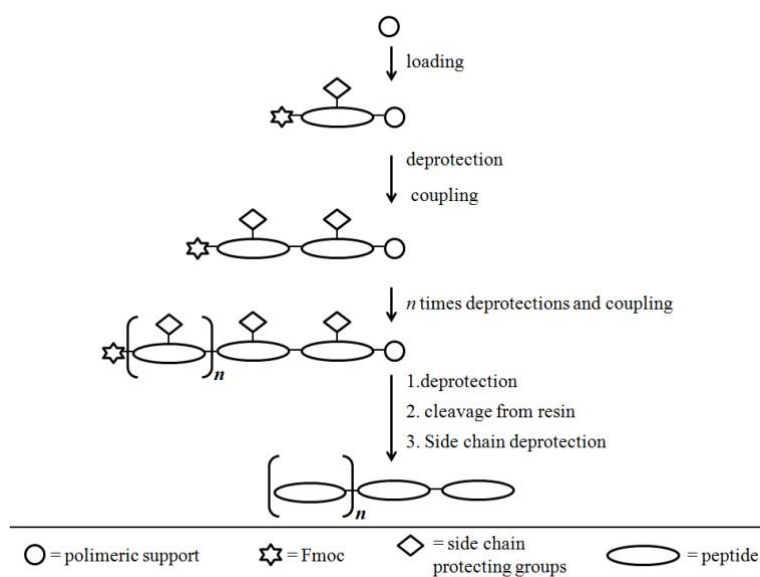 loading
deprotection
coupling
n times deprotections and coupling
n
1.deprotection
2. cleavage from resin
3. Side chain deprotection
n
= polimeric support
= Fmoc
= side chain
protecting groups
= peptide